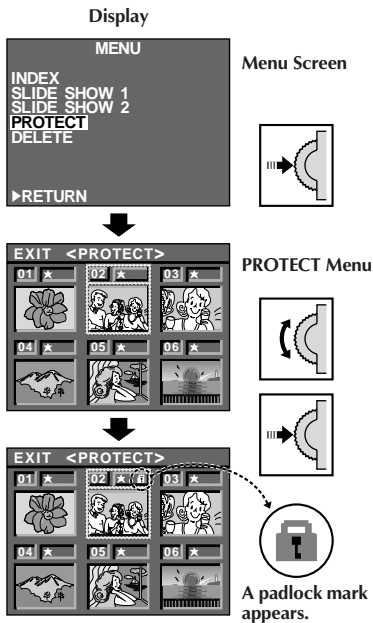 Display
MENU
INDEX
SLIDE SHOW 1
SLIDE SHOW 2
PROTECT
DELETE
▶RETURN
Menu Screen
EXIT <PROTECT>
01 ★ 02 ★ 03 ★
04 ★ 05 ★ 06 ★
PROTECT Menu
EXIT <PROTECT>
01 ★ 02 ★ 03 ★
04 ★ 05 ★ 06 ★
A padlock mark
appears.